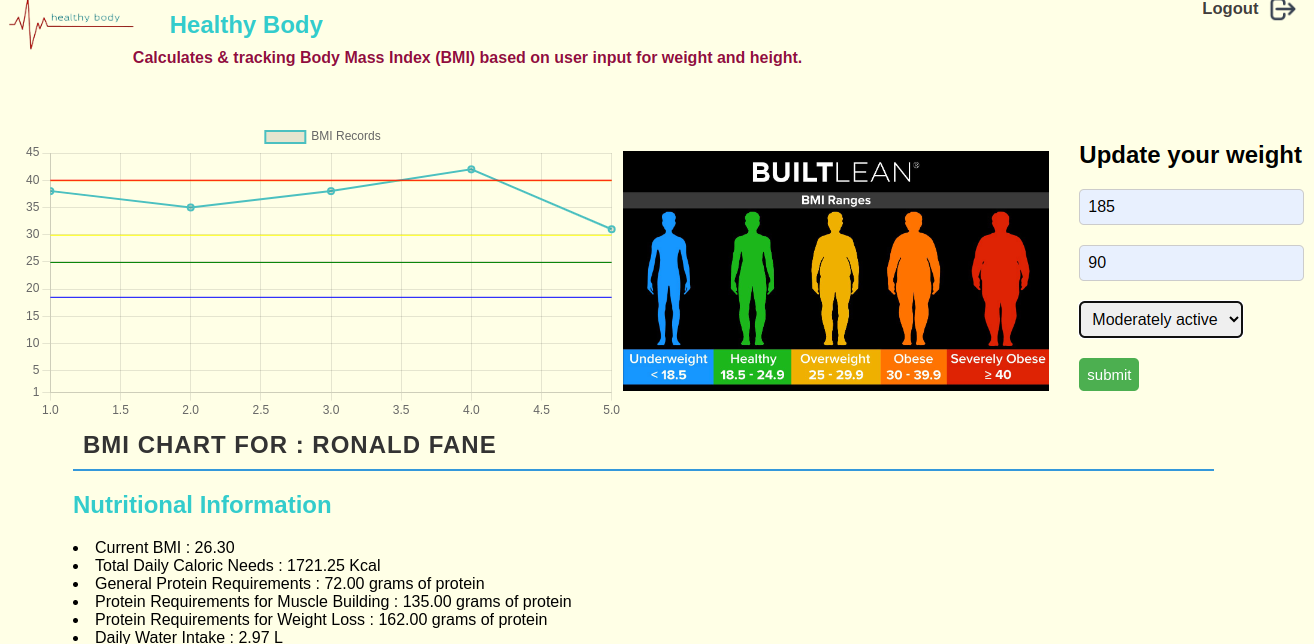 healthy body
Healthy Body
Logout
Calculates & tracking Body Mass Index (BMI) based on user input for weight and height.
BMI Records
45
40
35
30
25
20
15
10
5
1
1.0 1.5 2.0 2.5 3.0 3.5 4.0 4.5 5.0
BUILTLEAN®
BMI Ranges
Underweight Healthy Overweight Obese Severely Obese
< 18.5 18.5 - 24.9 25 - 29.9 30 - 39.9 ≥ 40
Update your weight
185
90
Moderately active
submit
BMI CHART FOR : RONALD FANE
Nutritional Information
• Current BMI : 26.30
• Total Daily Caloric Needs : 1721.25 Kcal
• General Protein Requirements : 72.00 grams of protein
• Protein Requirements for Muscle Building : 135.00 grams of protein
• Protein Requirements for Weight Loss : 162.00 grams of protein
• Daily Water Intake : 2.97 L